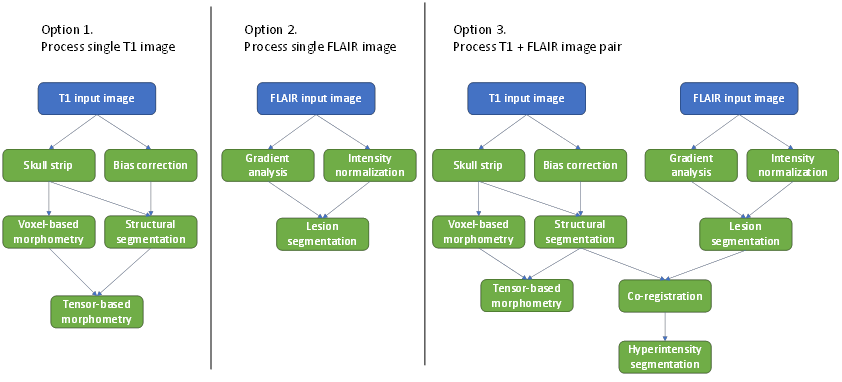 Option 1.
Process single T1 image
T1 input image
Skull strip
Bias correction
Voxel-based
morphometry
Structural
segmentation
Tensor-based
morphometry
Option 2.
Process single FLAIR image
FLAIR input image
Gradient
analysis
Intensity
normalization
Lesion
segmentation
Option 3.
Process T1 + FLAIR image pair
T1 input image
FLAIR input image
Skull strip
Bias correction
Gradient
analysis
Intensity
normalization
Voxel-based
morphometry
Structural
segmentation
Lesion
segmentation
Tensor-based
morphometry
Co-registration
Hyperintensity
segmentation